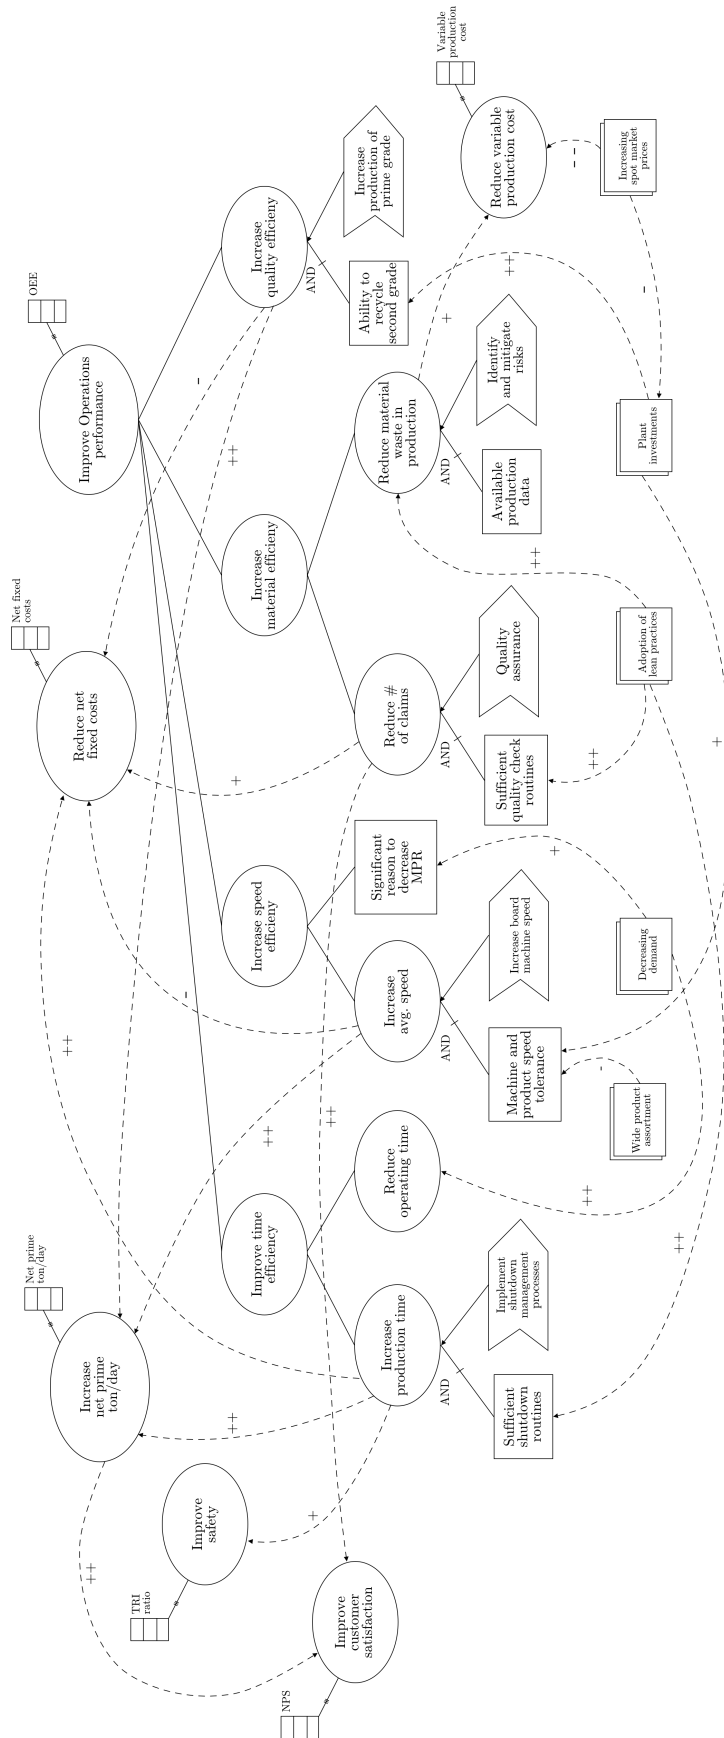 Net fixed
costs
OEE
Net prime
ton/day
Reduce net
fixed costs
Improve Operations
performance
Increase
net prime
ton/day
++
++
TRI
ratio
Improve
safety
-
-
++
+
++
++
Improve time
efficiency
Increase speed
efficieny
Increase
material efficieny
Increase
quality efficieny
++
NPS
+
++
AND
Improve
customer
satisfaction
Increase
production time
Reduce
operating time
Increase
avg. speed
Significant
reason to
decrease
MPR
Reduce #
of claims
Reduce material
waste in
production
Ability to
recycle
second grade
Increase
production of
prime grade
AND
AND
AND
AND
+
Variable
production
cost
Sufficient
shutdown
routines
Implement
shutdown
management
processes
Machine and
product speed
tolerance
Increase board
machine speed
Sufficient
quality check
routines
Quality
assurance
Available
production
data
Identify
and mitigate
risks
Reduce variable
production cost
++
++
+
--
++
-
++
-
Wide product
assortment
Decreasing
demand
Adoption of
lean practices
Plant
investments
Increasing
spot market
prices
++
+